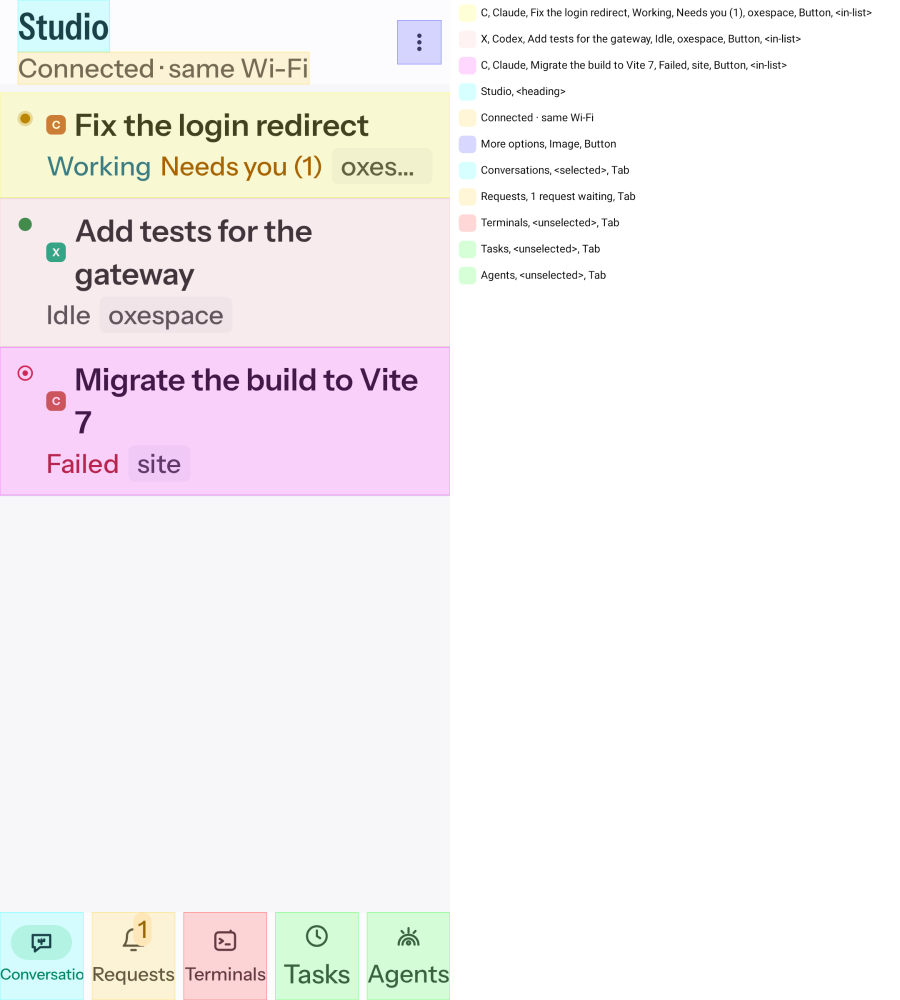 Studio
Connected · same Wi-Fi
C Fix the login redirect
Working Needs you (1) oxes...
X Add tests for the
gateway
Idle oxespace
C Migrate the build to Vite
7
Failed site
1
Conversatio Requests Terminals Tasks Agents
C, Claude, Fix the login redirect, Working, Needs you (1), oxespace, Button, <in-list>
X, Codex, Add tests for the gateway, Idle, oxespace, Button, <in-list>
C, Claude, Migrate the build to Vite 7, Failed, site, Button, <in-list>
Studio, <heading>
Connected · same Wi-Fi
More options, Image, Button
Conversations, <selected>, Tab
Requests, 1 request waiting, Tab
Terminals, <unselected>, Tab
Tasks, <unselected>, Tab
Agents, <unselected>, Tab